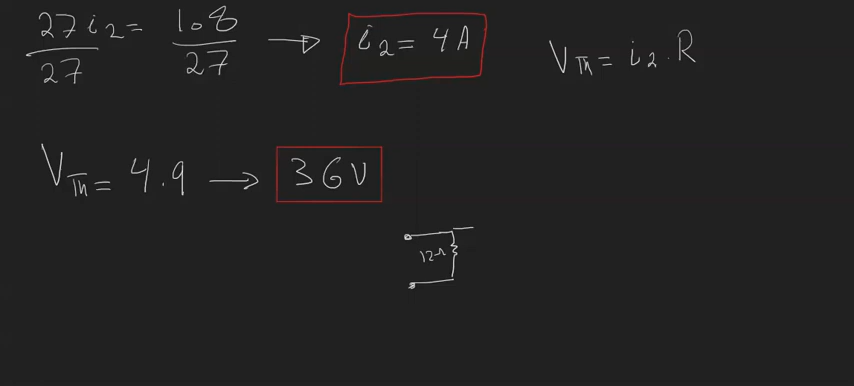 27i₂ = 108 → i₂ = 4A
27 27
V_Th = i₂ . R
V_Th = 4 . 9 → 36V
12Ω